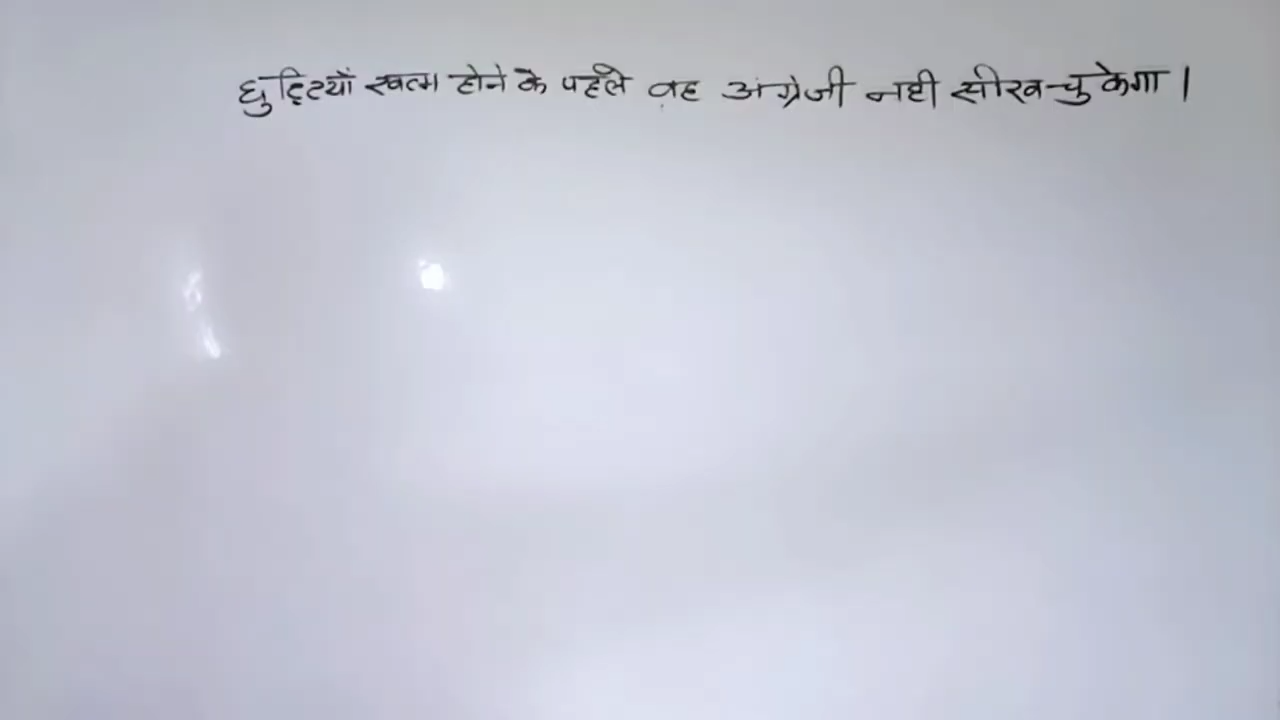 छुट्टियाँ खत्म होने के पहले वह अंग्रेजी नही सीख चुकेगा ।